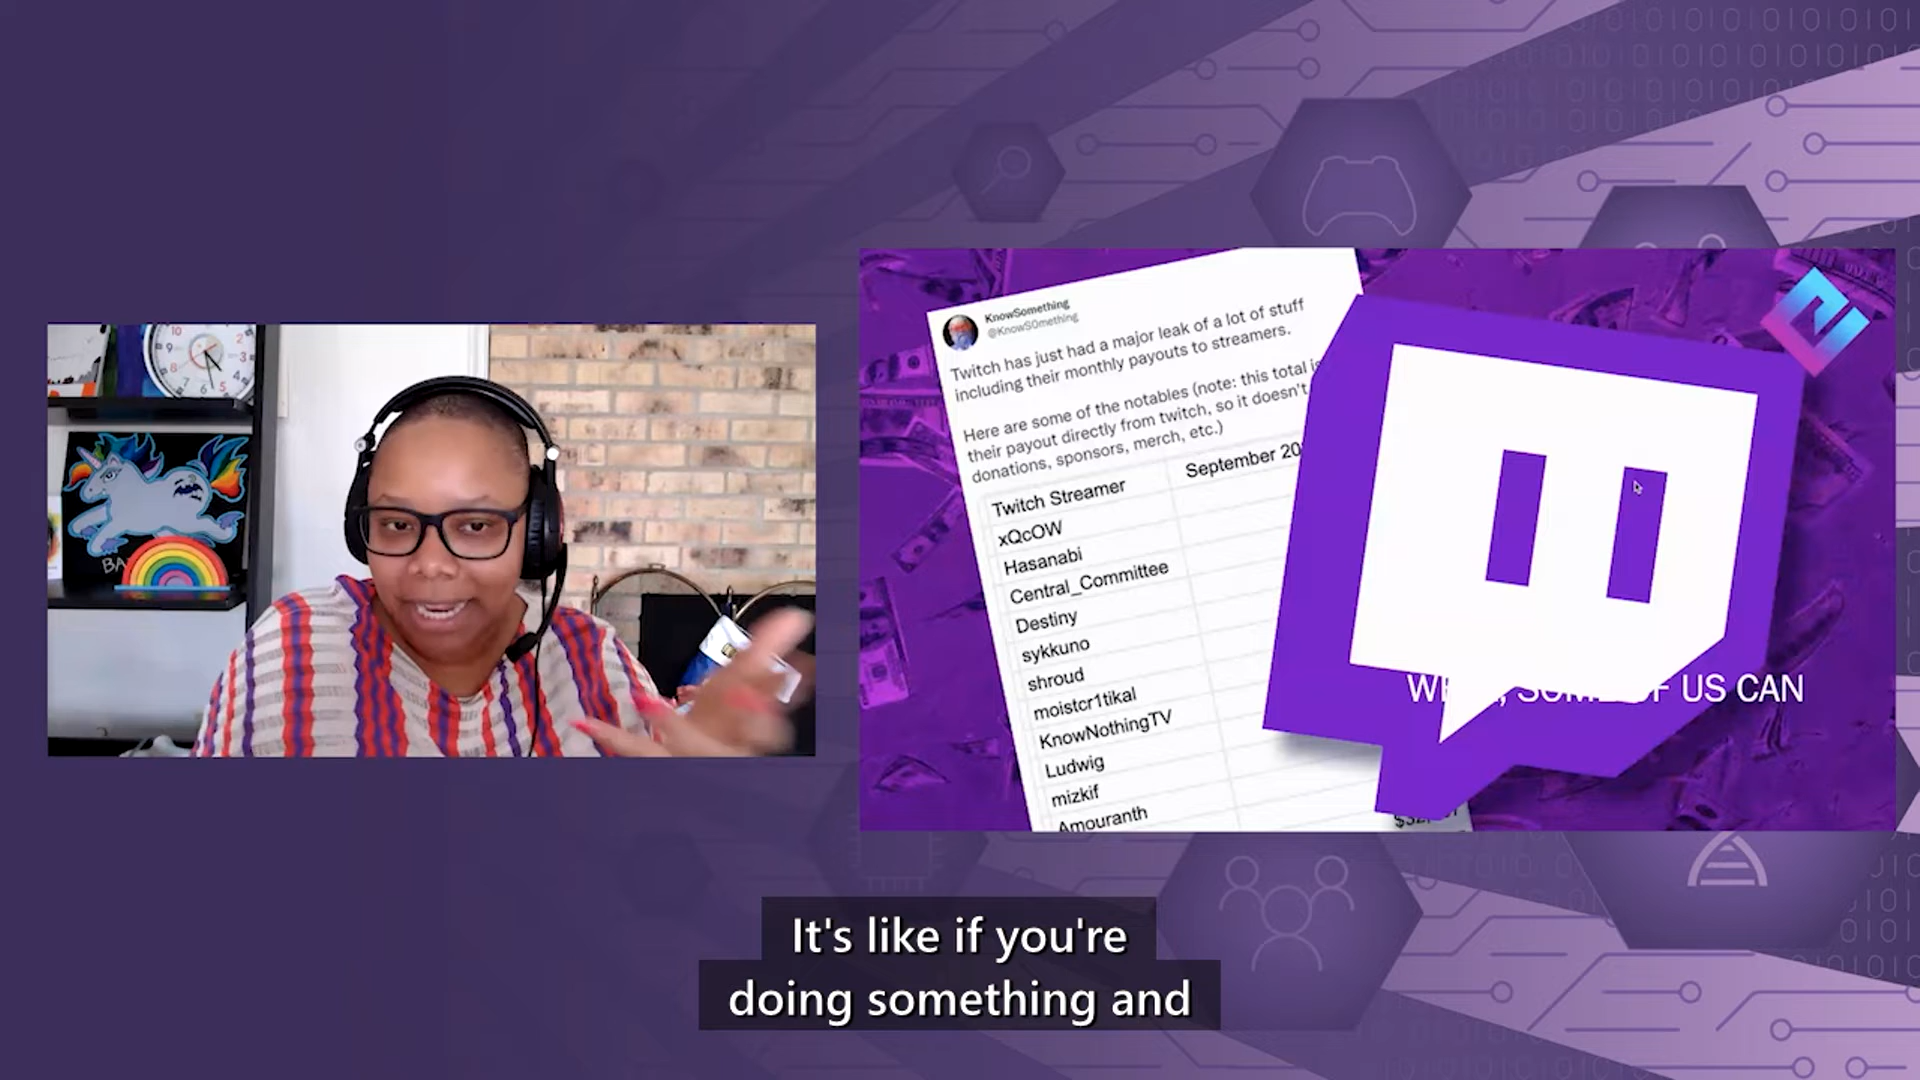 KnowSomething
@KnowS0mething
Twitch has just had a major leak of a lot of stuff
including their monthly payouts to streamers.
Here are some of the notables (note: this total is
their payout directly from twitch, so it doesn't
donations, sponsors, merch, etc.)
Twitch Streamer September 20
xQcOW
Hasanabi
Central_Committee
Destiny
sykkuno
shroud
moistcr1tikal
KnowNothingTV
Ludwig
mizkif
Amouranth
US CAN
BA
It's like if you're
doing something and